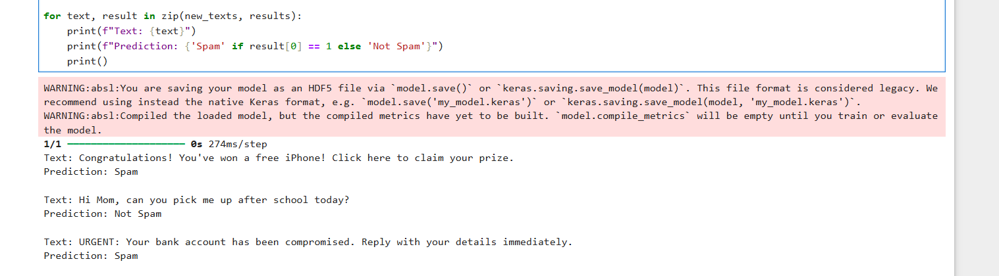 for text, result in zip(new_texts, results):
    print(f"Text: {text}")
    print(f"Prediction: {'Spam' if result[0] == 1 else 'Not Spam'}")
    print()
WARNING:absl:You are saving your model as an HDF5 file via `model.save()` or `keras.saving.save_model(model)`. This file format is considered legacy. We
recommend using instead the native Keras format, e.g. `model.save('my_model.keras')` or `keras.saving.save_model(model, 'my_model.keras')`.
WARNING:absl:Compiled the loaded model, but the compiled metrics have yet to be built. `model.compile_metrics` will be empty until you train or evaluate
the model.
1/1 ━━━━━━━━━━━━━━━━━━━━ 0s 274ms/step
Text: Congratulations! You've won a free iPhone! Click here to claim your prize.
Prediction: Spam
Text: Hi Mom, can you pick me up after school today?
Prediction: Not Spam
Text: URGENT: Your bank account has been compromised. Reply with your details immediately.
Prediction: Spam